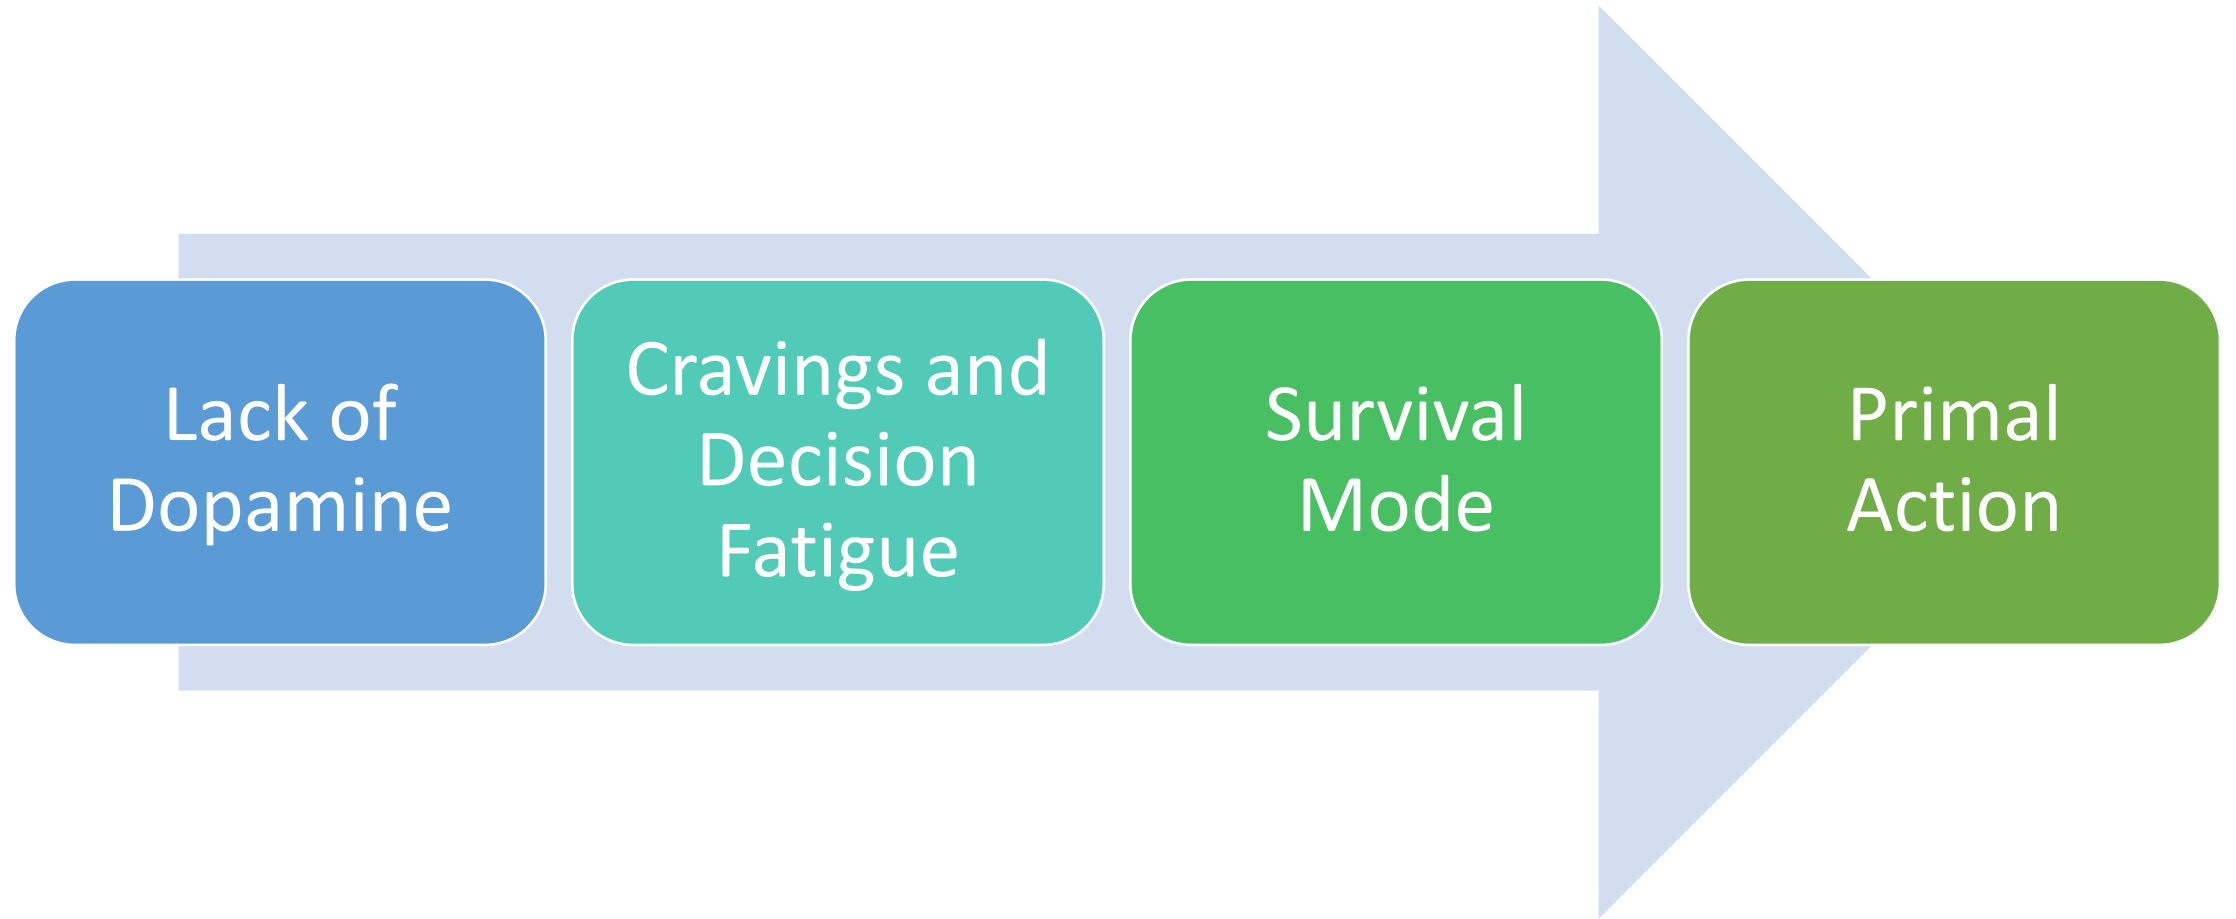 Lack of
Dopamine
Cravings and
Decision
Fatigue
Survival
Mode
Primal
Action